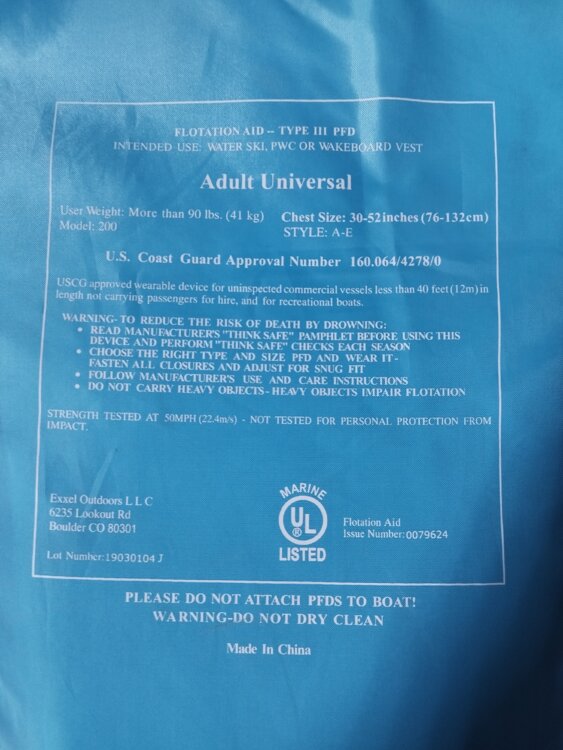 FLOTATION AID -- TYPE III PFD
INTENDED USE: WATER SKI, PWC OR WAKEBOARD VEST
Adult Universal
User Weight: More than 90 lbs. (41 kg)
Model: 200
Chest Size: 30-52inches (76-132cm)
STYLE: A-E
U.S. Coast Guard Approval Number 160.064/4278/0
USCG approved wearable device for uninspected commercial vessels less than 40 feet (12m) in
length not carrying passengers for hire, and for recreational boats.
WARNING- TO REDUCE THE RISK OF DEATH BY DROWNING:
• READ MANUFACTURER'S "THINK SAFE" PAMPHLET BEFORE USING THIS
DEVICE AND PERFORM "THINK SAFE" CHECKS EACH SEASON
• CHOOSE THE RIGHT TYPE AND SIZE PFD AND WEAR IT-
FASTEN ALL CLOSURES AND ADJUST FOR SNUG FIT
• FOLLOW MANUFACTURER'S USE AND CARE INSTRUCTIONS
• DO NOT CARRY HEAVY OBJECTS- HEAVY OBJECTS IMPAIR FLOTATION
STRENGTH TESTED AT 50MPH (22.4m/s) - NOT TESTED FOR PERSONAL PROTECTION FROM
IMPACT.
Exxel Outdoors L L C
6235 Lookout Rd
Boulder CO 80301
Lot Number:19030104 J
MARINE
UL
®
LISTED
Flotation Aid
Issue Number:0079624
PLEASE DO NOT ATTACH PFDS TO BOAT!
WARNING-DO NOT DRY CLEAN
Made In China